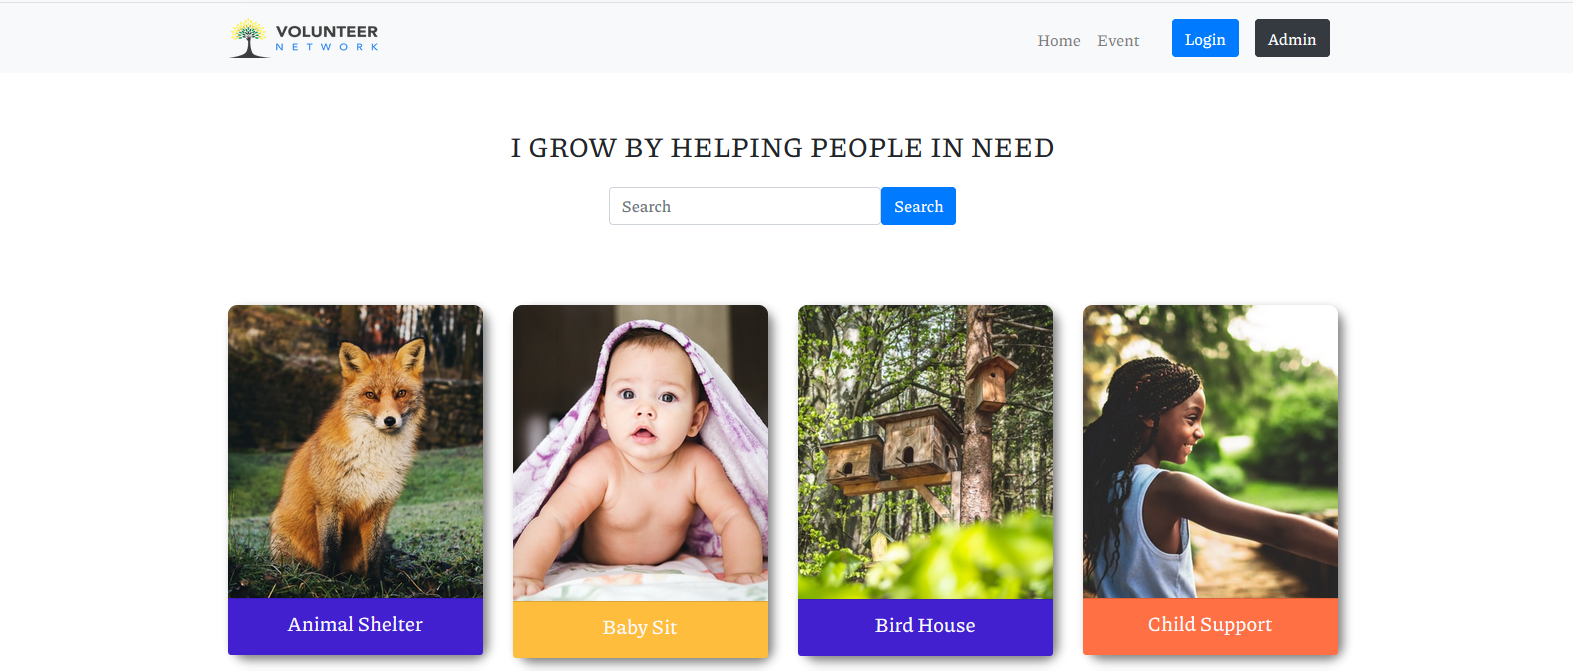 VOLUNTEER
NETWORK
Home Event Login Admin
I GROW BY HELPING PEOPLE IN NEED
Search Search
Animal Shelter Baby Sit Bird House Child Support